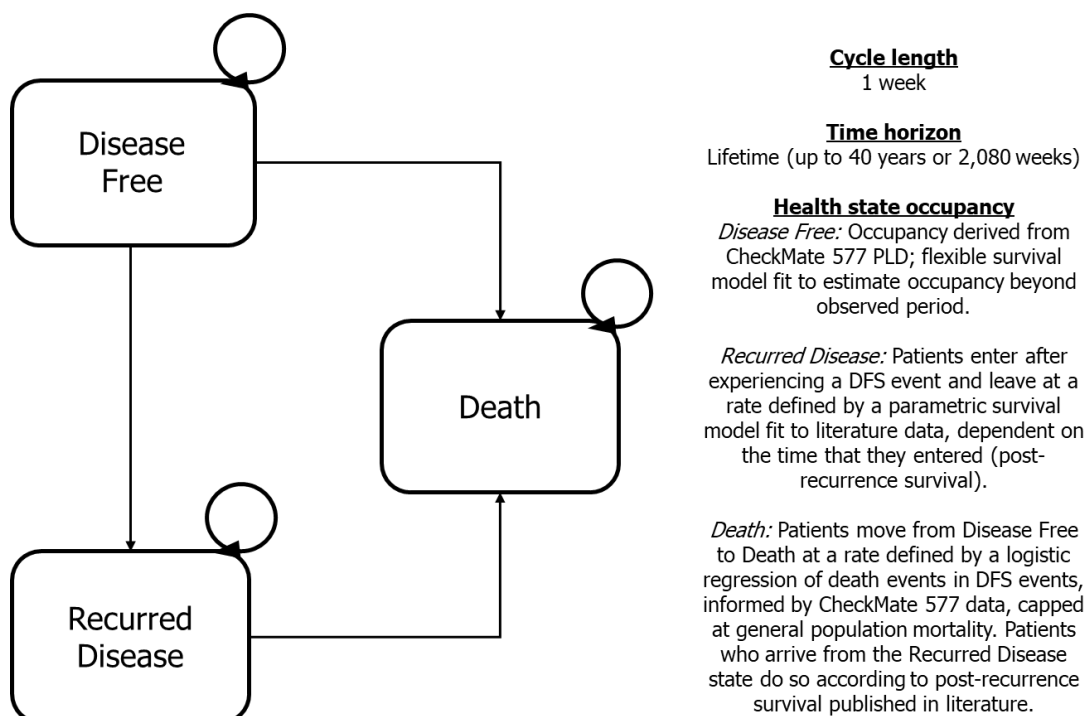 Disease
Free
Death
Recurred
Disease
Cycle length
1 week
Time horizon
Lifetime (up to 40 years or 2,080 weeks)
Health state occupancy
Disease Free: Occupancy derived from
CheckMate 577 PLD; flexible survival
model fit to estimate occupancy beyond
observed period.
Recurred Disease: Patients enter after
experiencing a DFS event and leave at a
rate defined by a parametric survival
model fit to literature data, dependent on
the time that they entered (post-
recurrence survival).
Death: Patients move from Disease Free
to Death at a rate defined by a logistic
regression of death events in DFS events,
informed by CheckMate 577 data, capped
at general population mortality. Patients
who arrive from the Recurred Disease
state do so according to post-recurrence
survival published in literature.